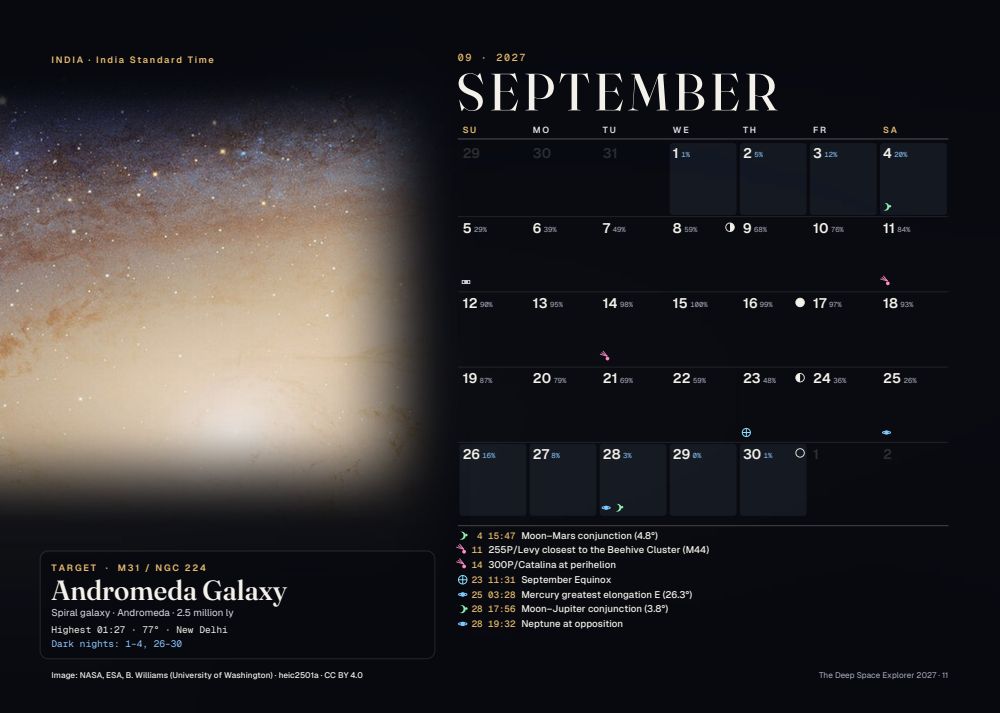 INDIA · India Standard Time
09 · 2027
SEPTEMBER
SU MO TU WE TH FR SA
29 30 31 1 1% 2 5% 3 12% 4 20%
5 29% 6 39% 7 49% 8 59% 9 68% 10 76% 11 84%
12 90% 13 95% 14 98% 15 100% 16 99% 17 97% 18 93%
19 87% 20 79% 21 69% 22 59% 23 48% 24 36% 25 26%
26 16% 27 8% 28 3% 29 0% 30 1% 1 2
4 15:47 Moon–Mars conjunction (4.8°)
11 255P/Levy closest to the Beehive Cluster (M44)
14 300P/Catalina at perihelion
23 11:31 September Equinox
25 03:28 Mercury greatest elongation E (26.3°)
28 17:56 Moon–Jupiter conjunction (3.8°)
28 19:32 Neptune at opposition
TARGET · M31 / NGC 224
Andromeda Galaxy
Spiral galaxy · Andromeda · 2.5 million ly
Highest 01:27 · 77° · New Delhi
Dark nights: 1–4, 26–30
Image: NASA, ESA, B. Williams (University of Washington) · heic2501a · CC BY 4.0
The Deep Space Explorer 2027 · 11